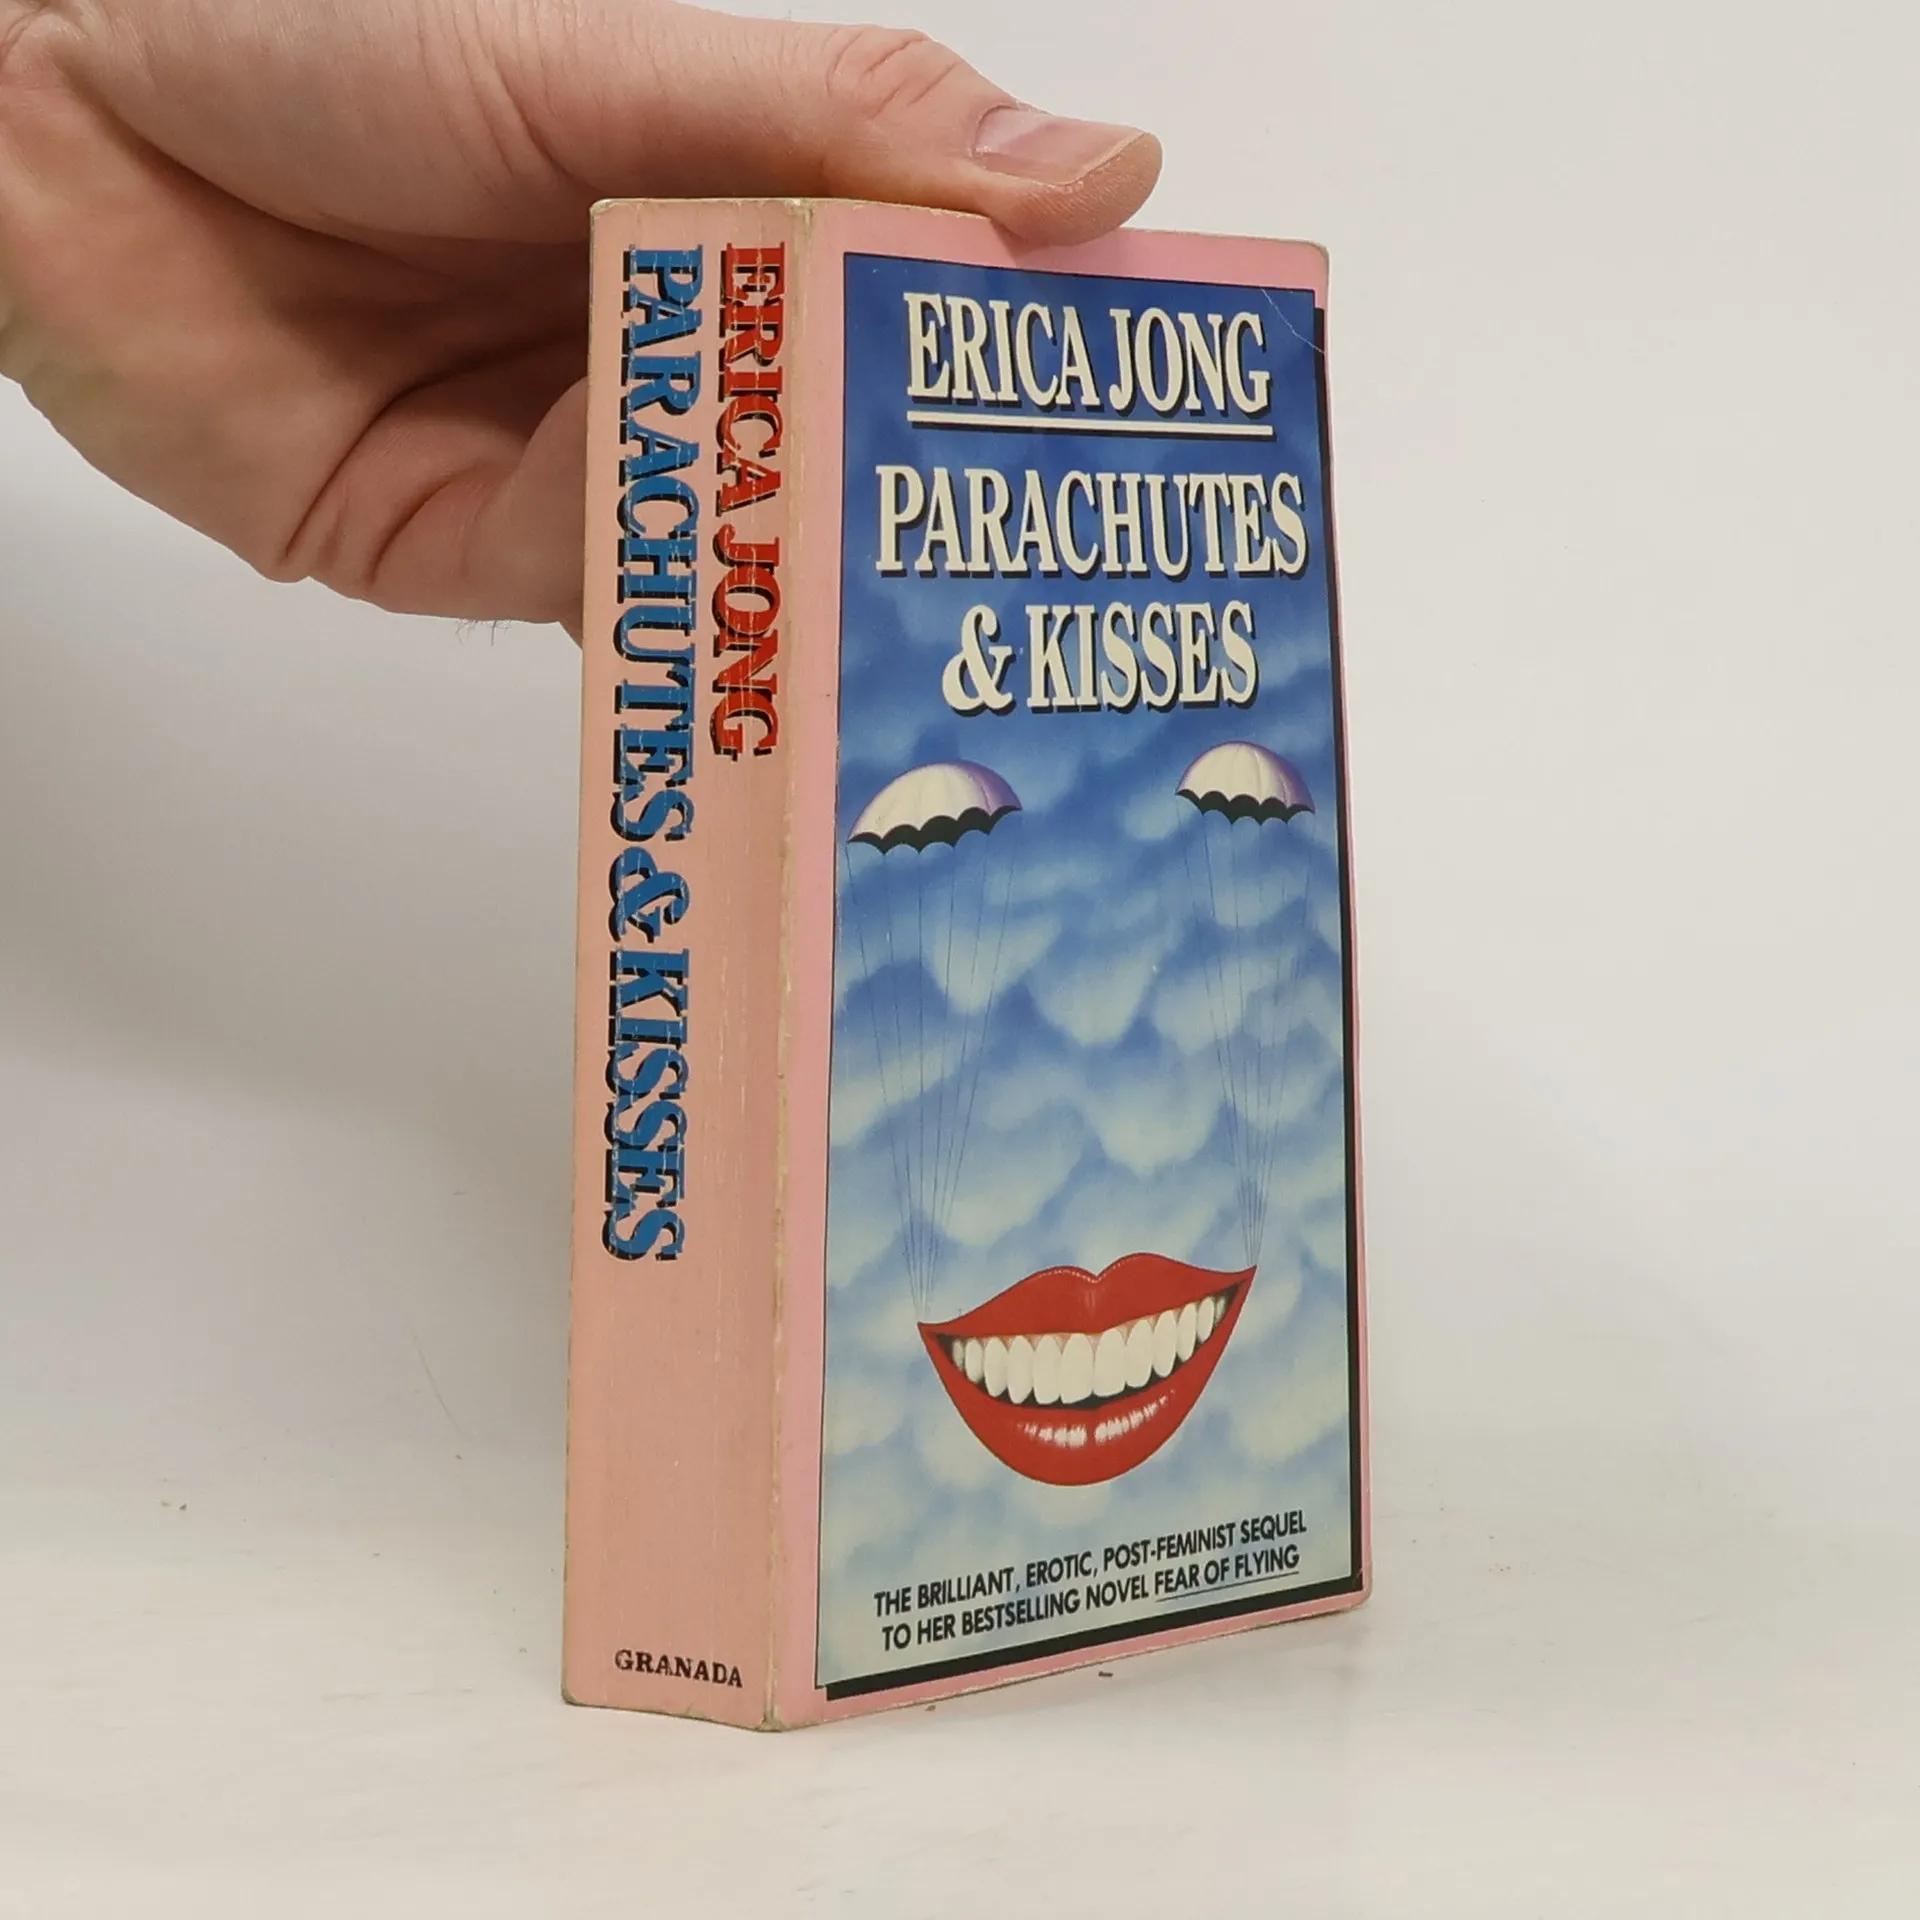 ERICA JONG
PARACHUTES & KISSES
GRANADA
ERICA JONG
PARACHUTES
& KISSES
THE BRILLIANT, EROTIC, POST-FEMINIST SEQUEL
TO HER BESTSELLING NOVEL FEAR OF FLYING